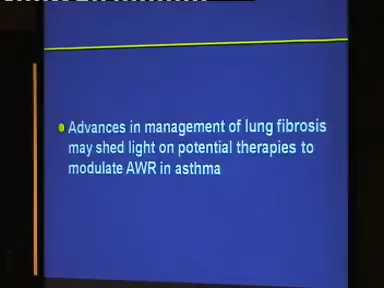 Advances in management of lung fibrosis
may shed light on potential therapies to
modulate AWR in asthma